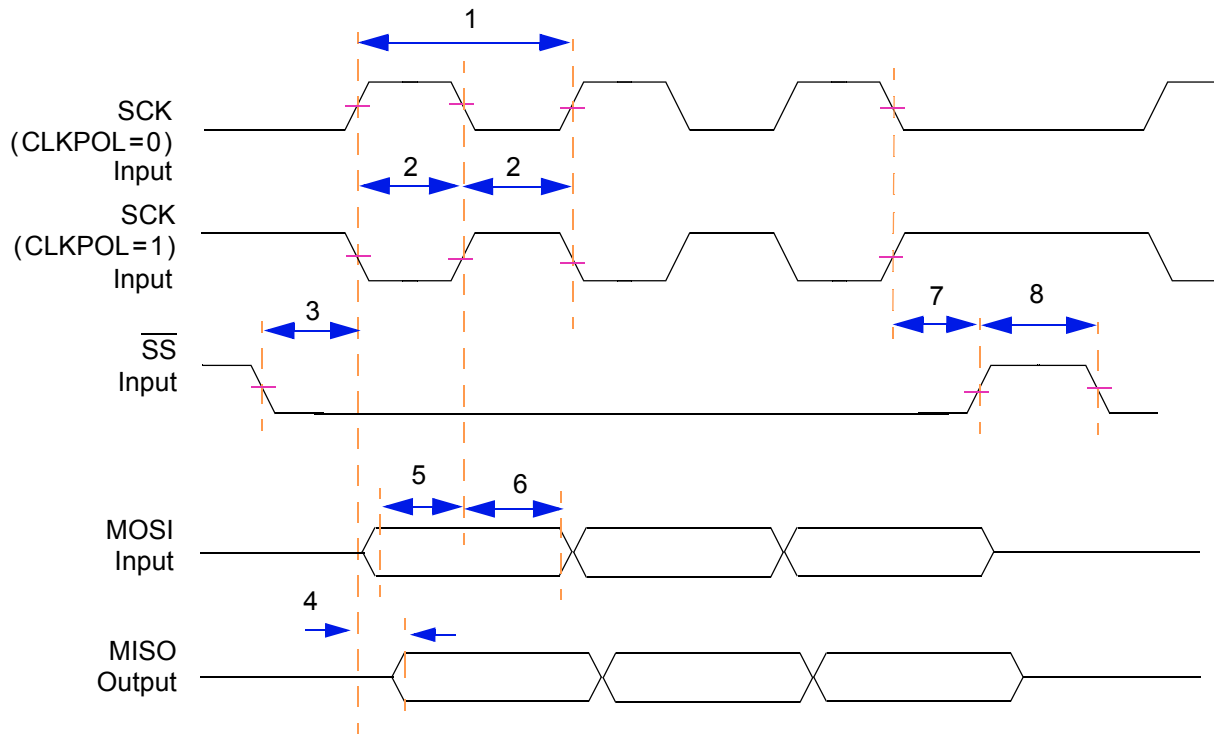 1
SCK
(CLKPOL=0)
Input
2
2
SCK
(CLKPOL=1)
Input
3
7
8
SS
Input
5
6
MOSI
Input
4
MISO
Output